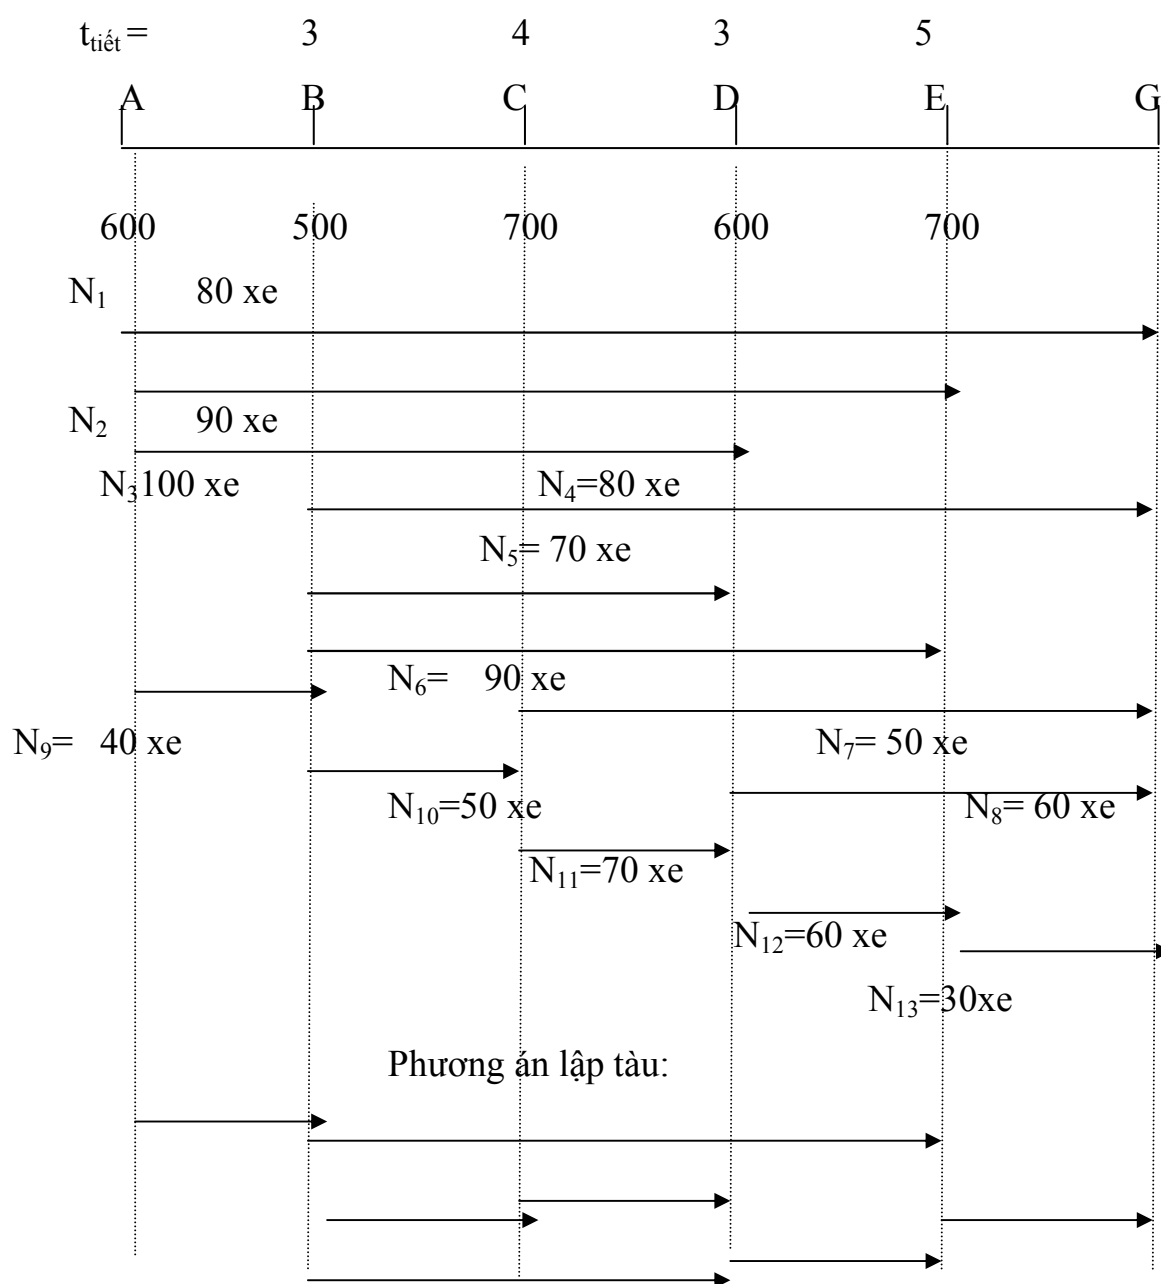 t_tiết = 3 4 3 5
A B C D E G
600 500 700 600 700
N₁ 80 xe
N₂ 90 xe
N₃100 xe N₄=80 xe
N₅= 70 xe
N₆= 90 xe
N₉= 40 xe N₇= 50 xe
N₁₀=50 xe N₈= 60 xe
N₁₁=70 xe
N₁₂=60 xe
N₁₃=30xe
Phương án lập tàu: